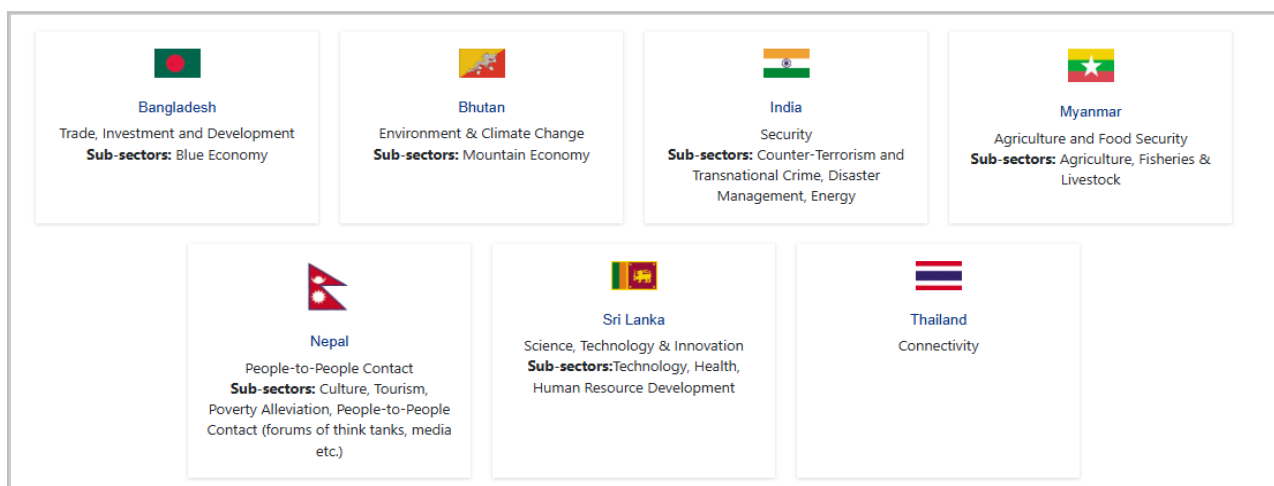 Bangladesh
Trade, Investment and Development
Sub-sectors: Blue Economy
Bhutan
Environment & Climate Change
Sub-sectors: Mountain Economy
India
Security
Sub-sectors: Counter-Terrorism and
Transnational Crime, Disaster
Management, Energy
Myanmar
Agriculture and Food Security
Sub-sectors: Agriculture, Fisheries &
Livestock
Nepal
People-to-People Contact
Sub-sectors: Culture, Tourism,
Poverty Alleviation, People-to-People
Contact (forums of think tanks, media
etc.)
Sri Lanka
Science, Technology & Innovation
Sub-sectors:Technology, Health,
Human Resource Development
Thailand
Connectivity